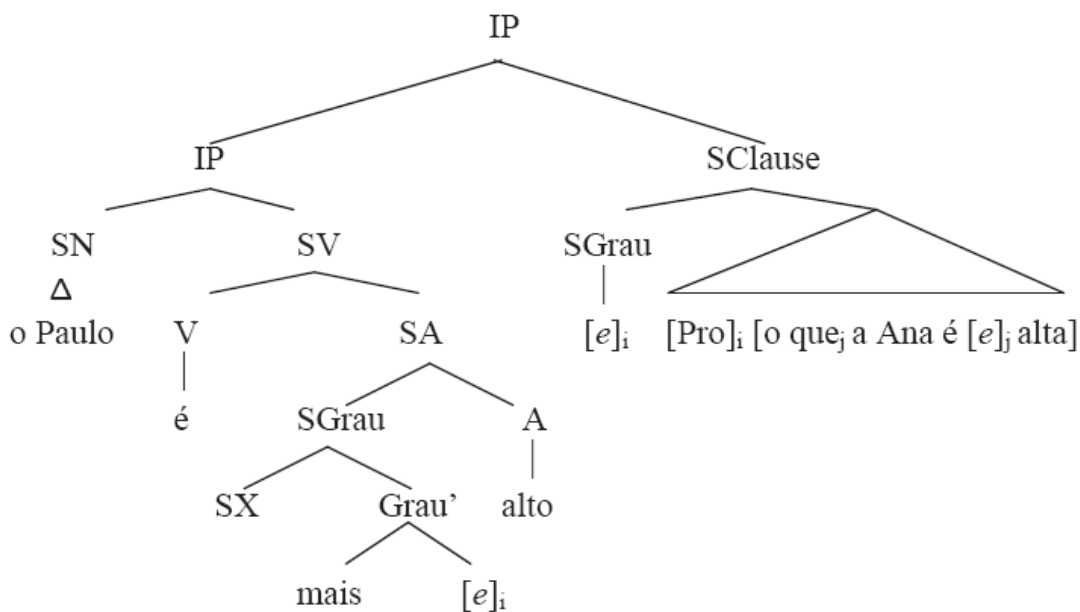 IP
IP SClause
SN SV SGrau
Δ
o Paulo V SA [e]i [Pro]i [o quej a Ana é [e]j alta]
é SGrau A
SX Grau’ alto
mais [e]i